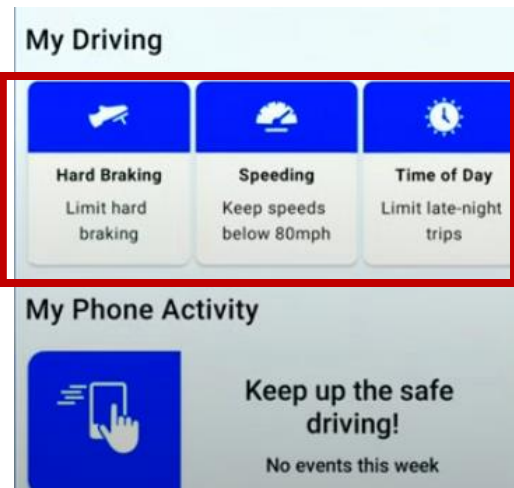 My Driving
Hard Braking
Limit hard
braking
Speeding
Keep speeds
below 80mph
Time of Day
Limit late-night
trips
My Phone Activity
Keep up the safe
driving!
No events this week